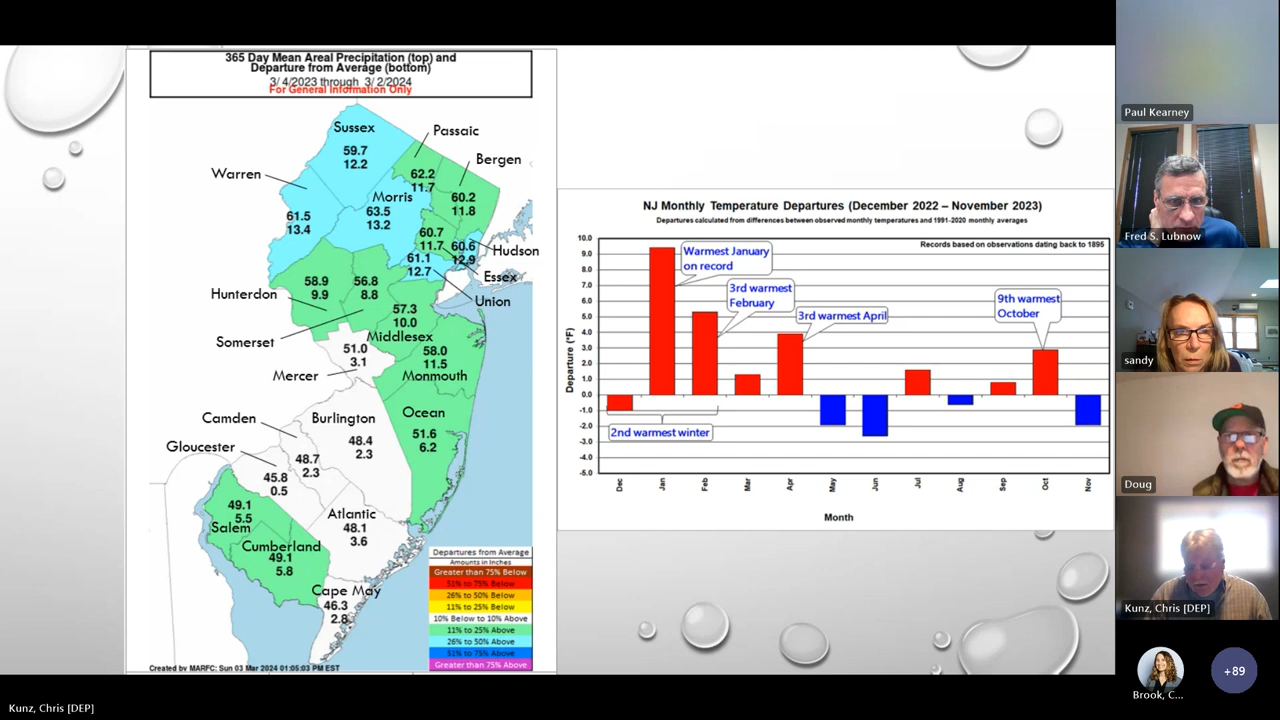 365 Day Mean Areal Precipitation (top) and
Departure from Average (bottom)
3/ 4/2023 through 3/ 2/2024
For General Information Only
Sussex
59.7
12.2
Passaic
62.2
11.7
Bergen
60.2
11.8
Warren
61.5
13.4
Morris
63.5
13.2
60.7
11.7
60.6
12.9
Hudson
61.1
12.7
Essex
Union
58.9
9.9
56.8
8.8
Hunterdon
57.3
10.0
Somerset
Middlesex
51.0
3.1
58.0
11.5
Mercer
Monmouth
Camden
Burlington
Ocean
Gloucester
48.4
2.3
51.6
6.2
48.7
2.3
45.8
0.5
49.1
5.5
Salem
Atlantic
48.1
3.6
Cumberland
49.1
5.8
Cape May
46.3
2.8
Departures from Average
Amounts in Inches
Greater than 75% Below
51% to 75% Below
26% to 50% Below
11% to 25% Below
10% Below to 10% Above
11% to 25% Above
26% to 50% Above
51% to 75% Above
Greater than 75% Above
Created by MARFC: Sun 03 Mar 2024 01:05:03 PM EST
NJ Monthly Temperature Departures (December 2022 – November 2023)
Departures calculated from differences between observed monthly temperatures and 1991-2020 monthly averages
Records based on observations dating back to 1895
10.0
9.0
8.0
7.0
6.0
5.0
4.0
3.0
2.0
1.0
0.0
-1.0
-2.0
-3.0
-4.0
-5.0
Departure (°F)
Warmest January
on record
3rd warmest
February
3rd warmest April
9th warmest
October
2nd warmest winter
Dec
Jan
Feb
Mar
Apr
May
Jun
Jul
Aug
Sep
Oct
Nov
Month
Paul Kearney
Fred S. Lubnow
sandy
Doug
Kunz, Chris [DEP]
Brook, C...
+89
Kunz, Chris [DEP]